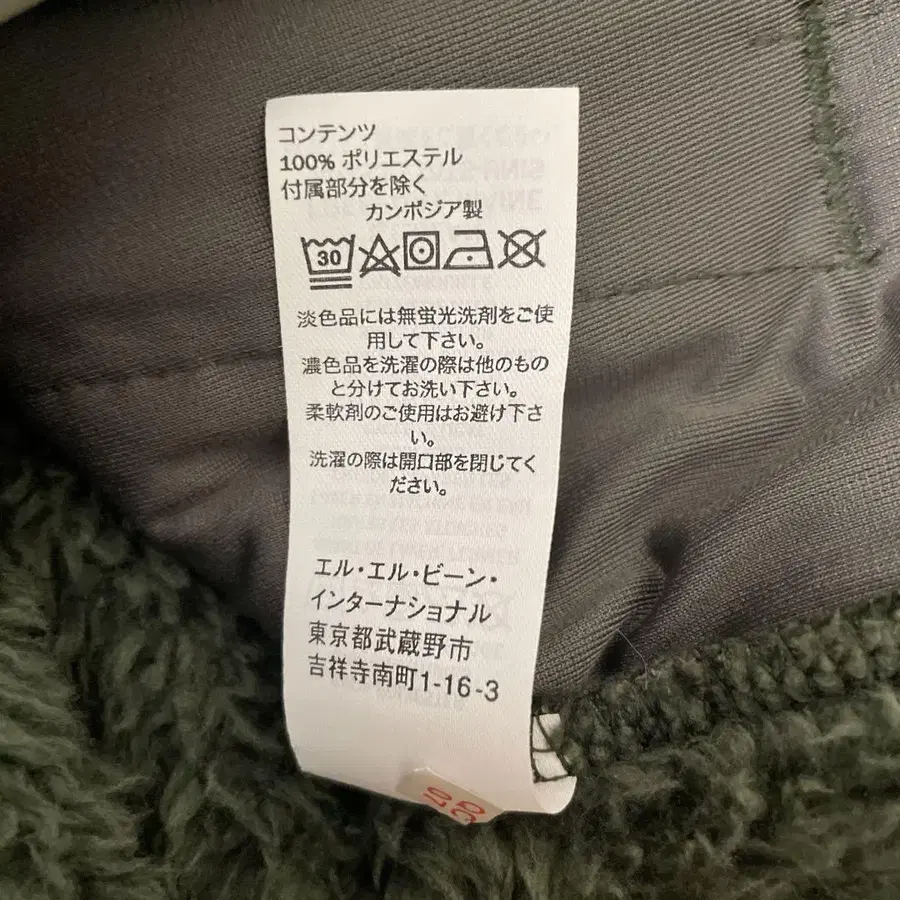 コンテンツ
100% ポリエステル
付属部分を除く
カンボジア製
30
淡色品には無蛍光洗剤をご使
用して下さい。
濃色品を洗濯の際は他のもの
と分けてお洗い下さい。
柔軟剤のご使用はお避け下さ
い。
洗濯の際は開口部を閉じてく
ださい。
エル・エル・ビーン・
インターナショナル
東京都武蔵野市
吉祥寺南町1-16-3